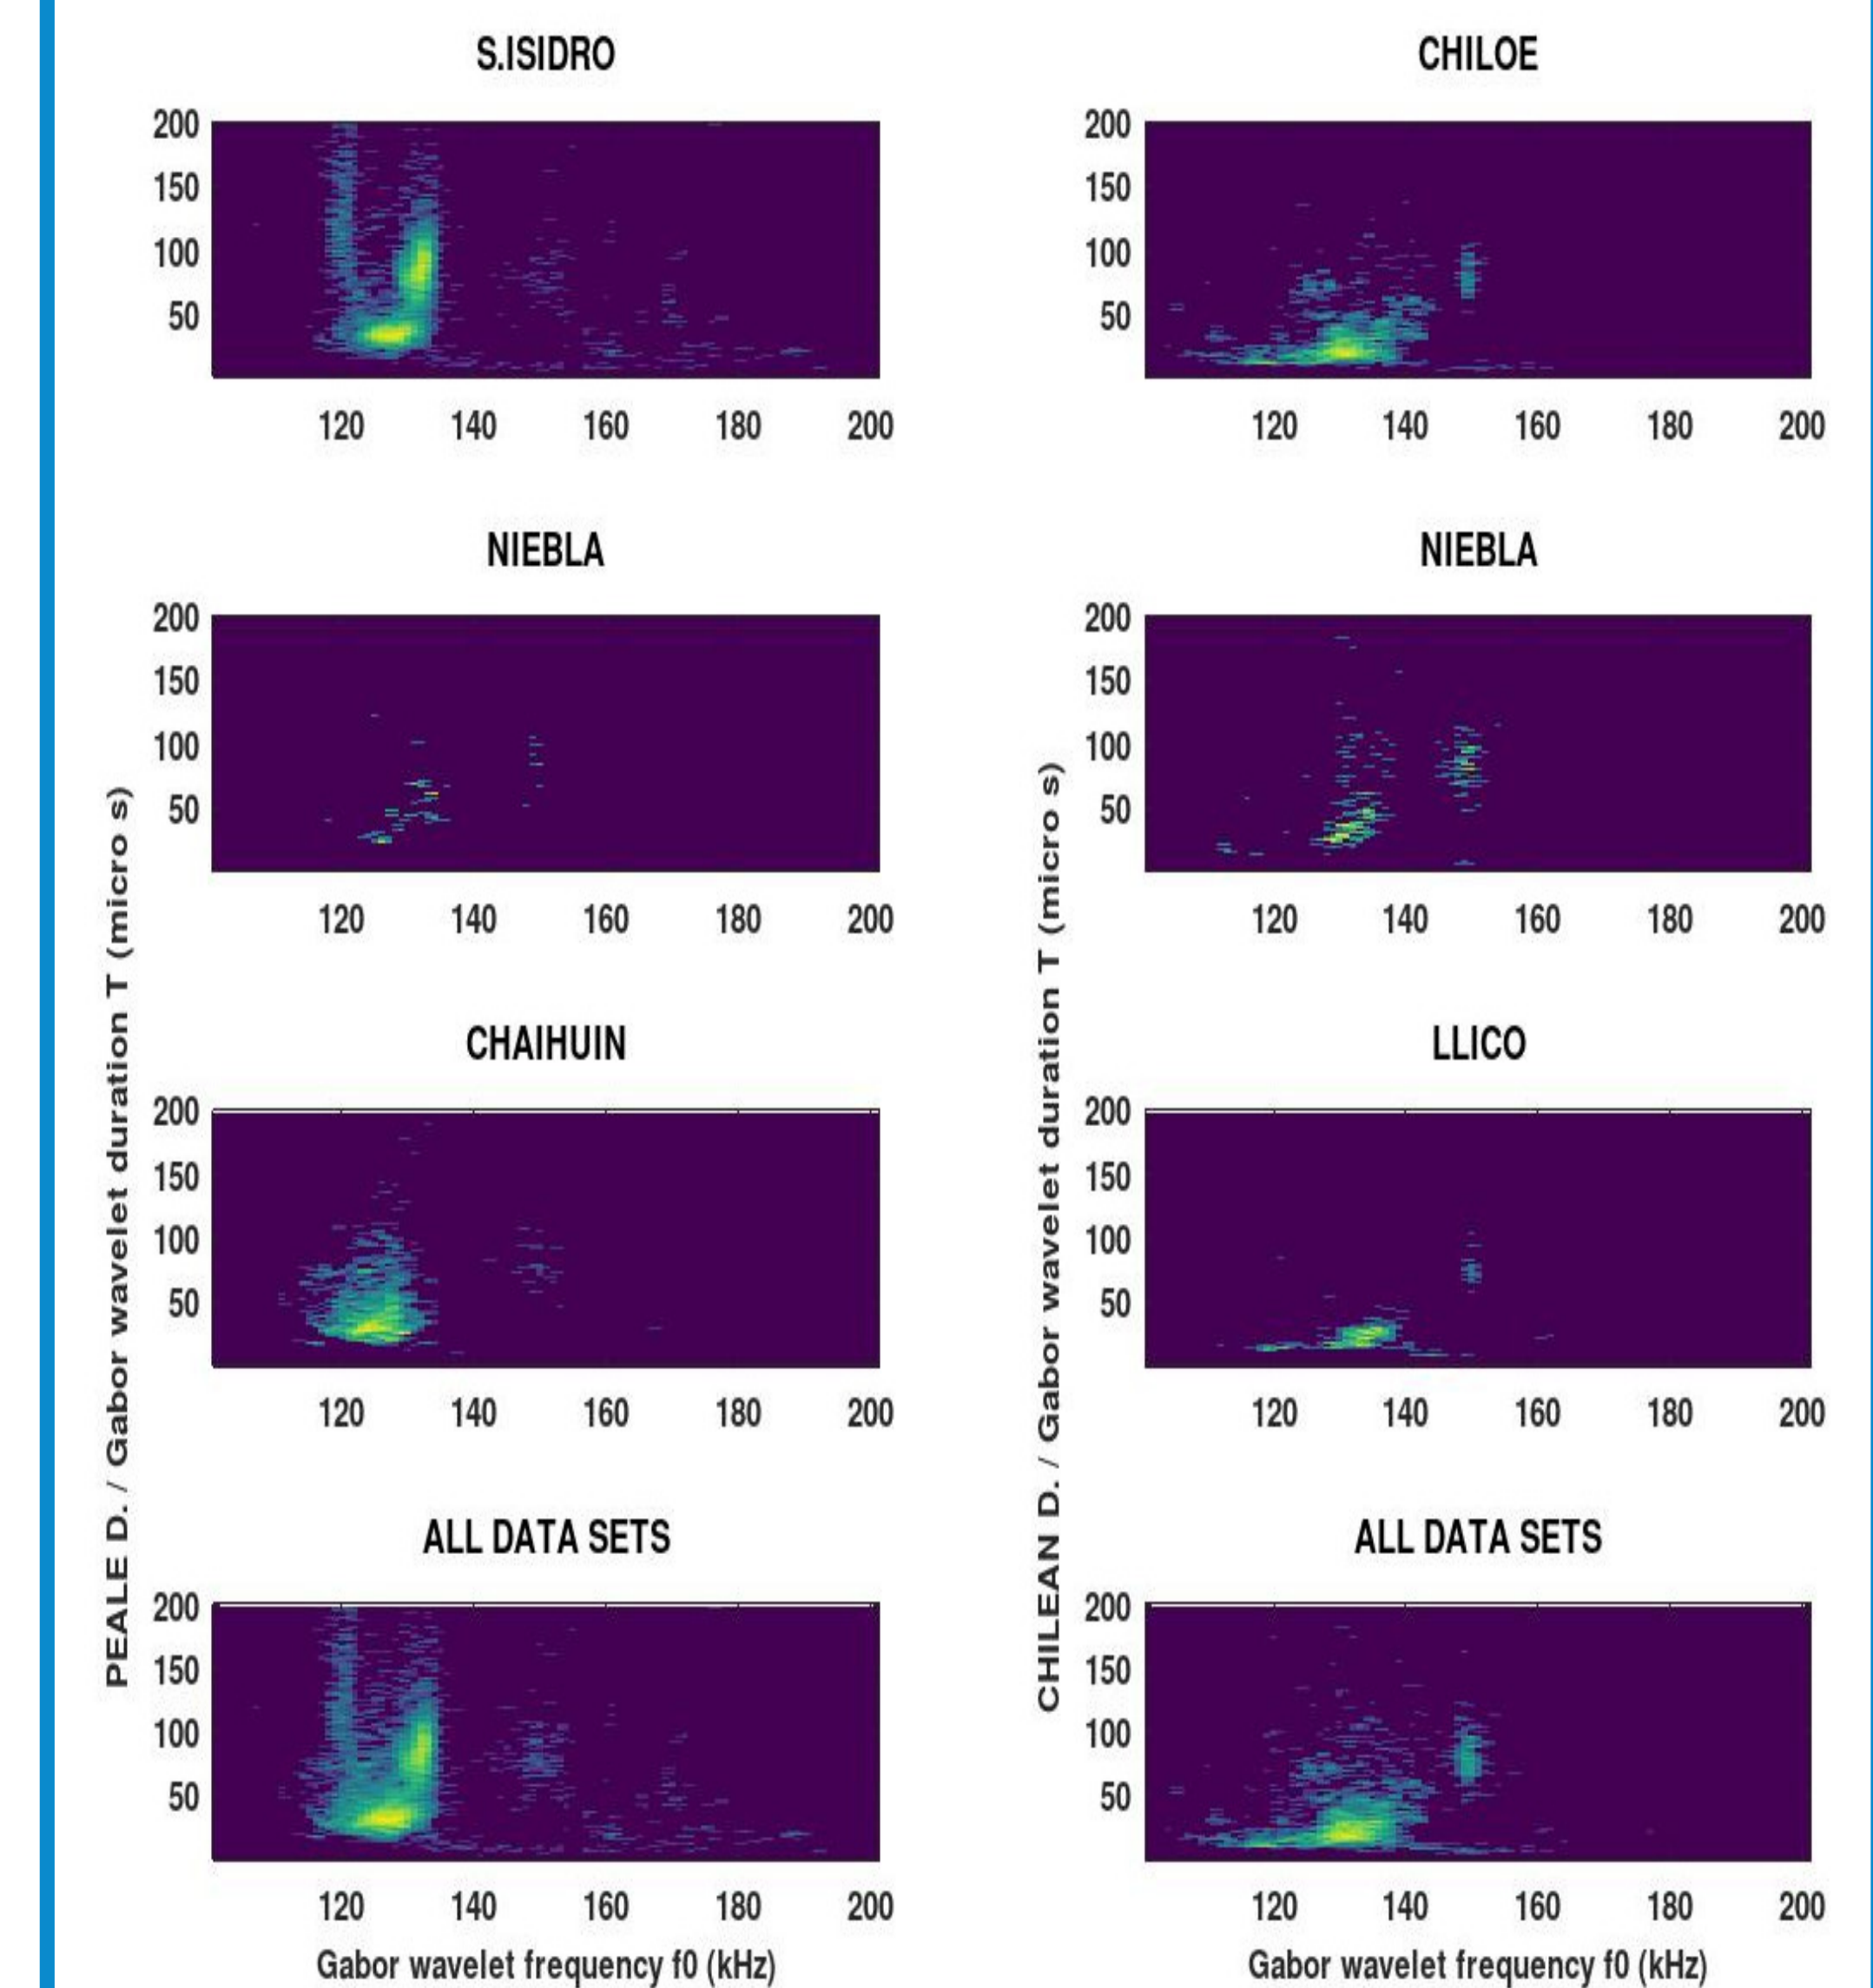 S.ISIDRO
200
150
100
50
120 140 160 180 200
NIEBLA
200
150
100
50
120 140 160 180 200
CHAIHUIN
200
150
100
50
120 140 160 180 200
ALL DATA SETS
200
150
100
50
120 140 160 180 200
Gabor wavelet frequency f0 (kHz)
PEALE D. / Gabor wavelet duration T (micro s)
CHILOE
200
150
100
50
120 140 160 180 200
NIEBLA
200
150
100
50
120 140 160 180 200
LLICO
200
150
100
50
120 140 160 180 200
ALL DATA SETS
200
150
100
50
120 140 160 180 200
Gabor wavelet frequency f0 (kHz)
CHILEAN D. / Gabor wavelet duration T (micro s)